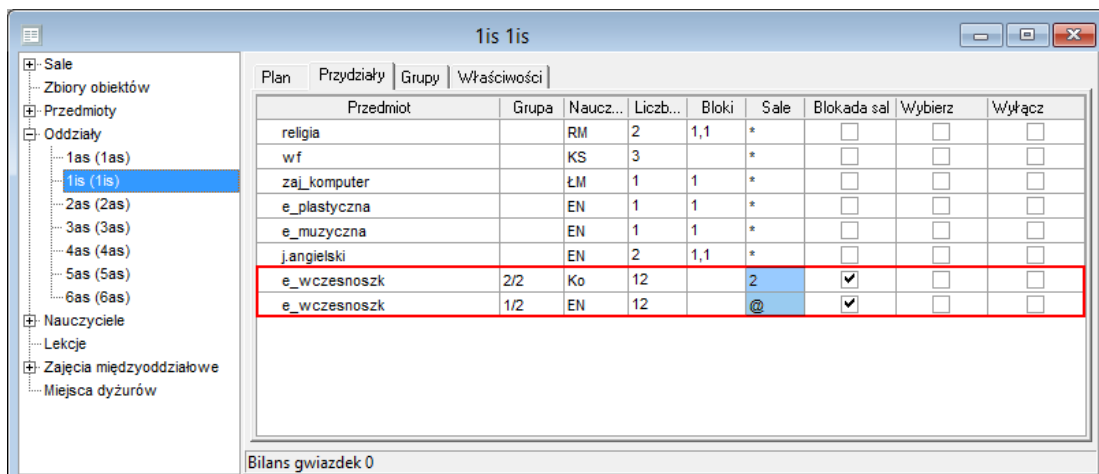 1is 1is
Sale
Zbiory obiektów
Przedmioty
Oddziały
1as (1as)
1is (1is)
2as (2as)
3as (3as)
4as (4as)
5as (5as)
6as (6as)
Nauczyciele
Lekcje
Zajęcia międzyoddziałowe
Miejsca dyżurów
Plan Przydziały Grupy Właściwości
Przedmiot Grupa Naucz... Liczb... Bloki Sale Blokada sal Wybierz Wyłącz
religia RM 2 1,1 *
wf KS 3 *
zaj_komputer ŁM 1 1 *
e_plastyczna EN 1 1 *
e_muzyczna EN 1 1 *
j.angielski EN 2 1,1 *
e_wczesnoszk 2/2 Ko 12 2
e_wczesnoszk 1/2 EN 12 @
Bilans gwiazdek 0